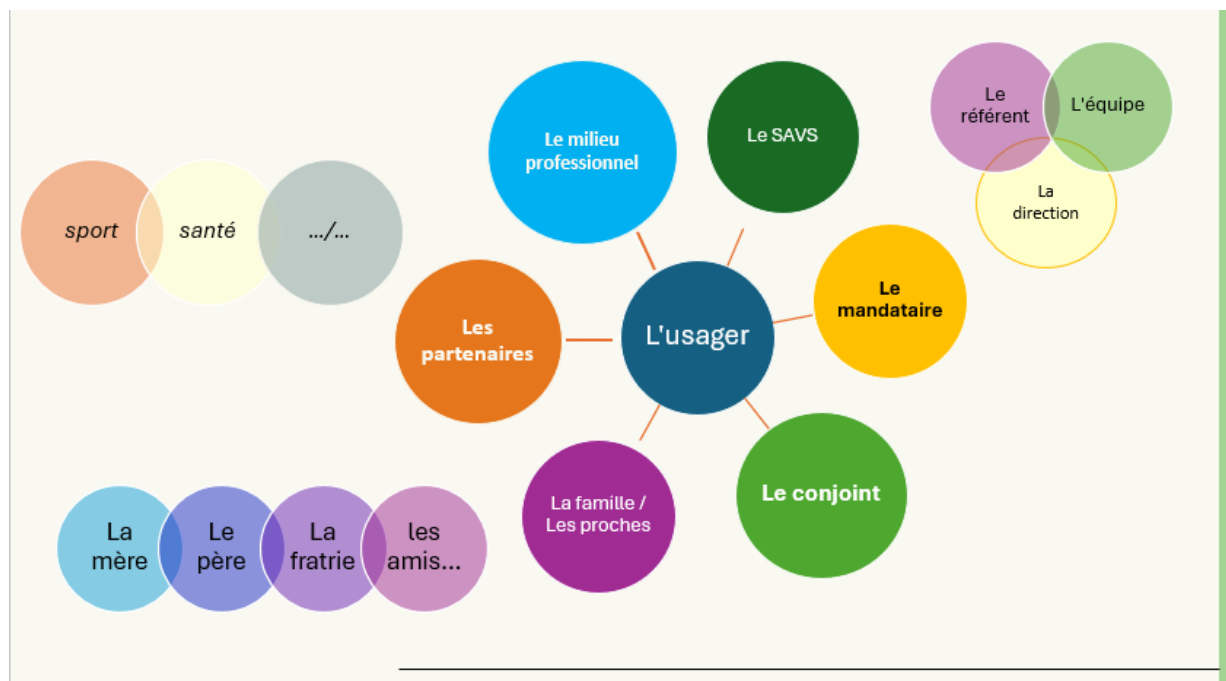 Le milieu
professionnel
Le SAVS
Le
référent
L'équipe
La
direction
sport
santé
.../...
Les
partenaires
L'usager
Le
mandataire
La famille /
Les proches
Le conjoint
La
mère
Le
père
La
fratrie
les
amis...